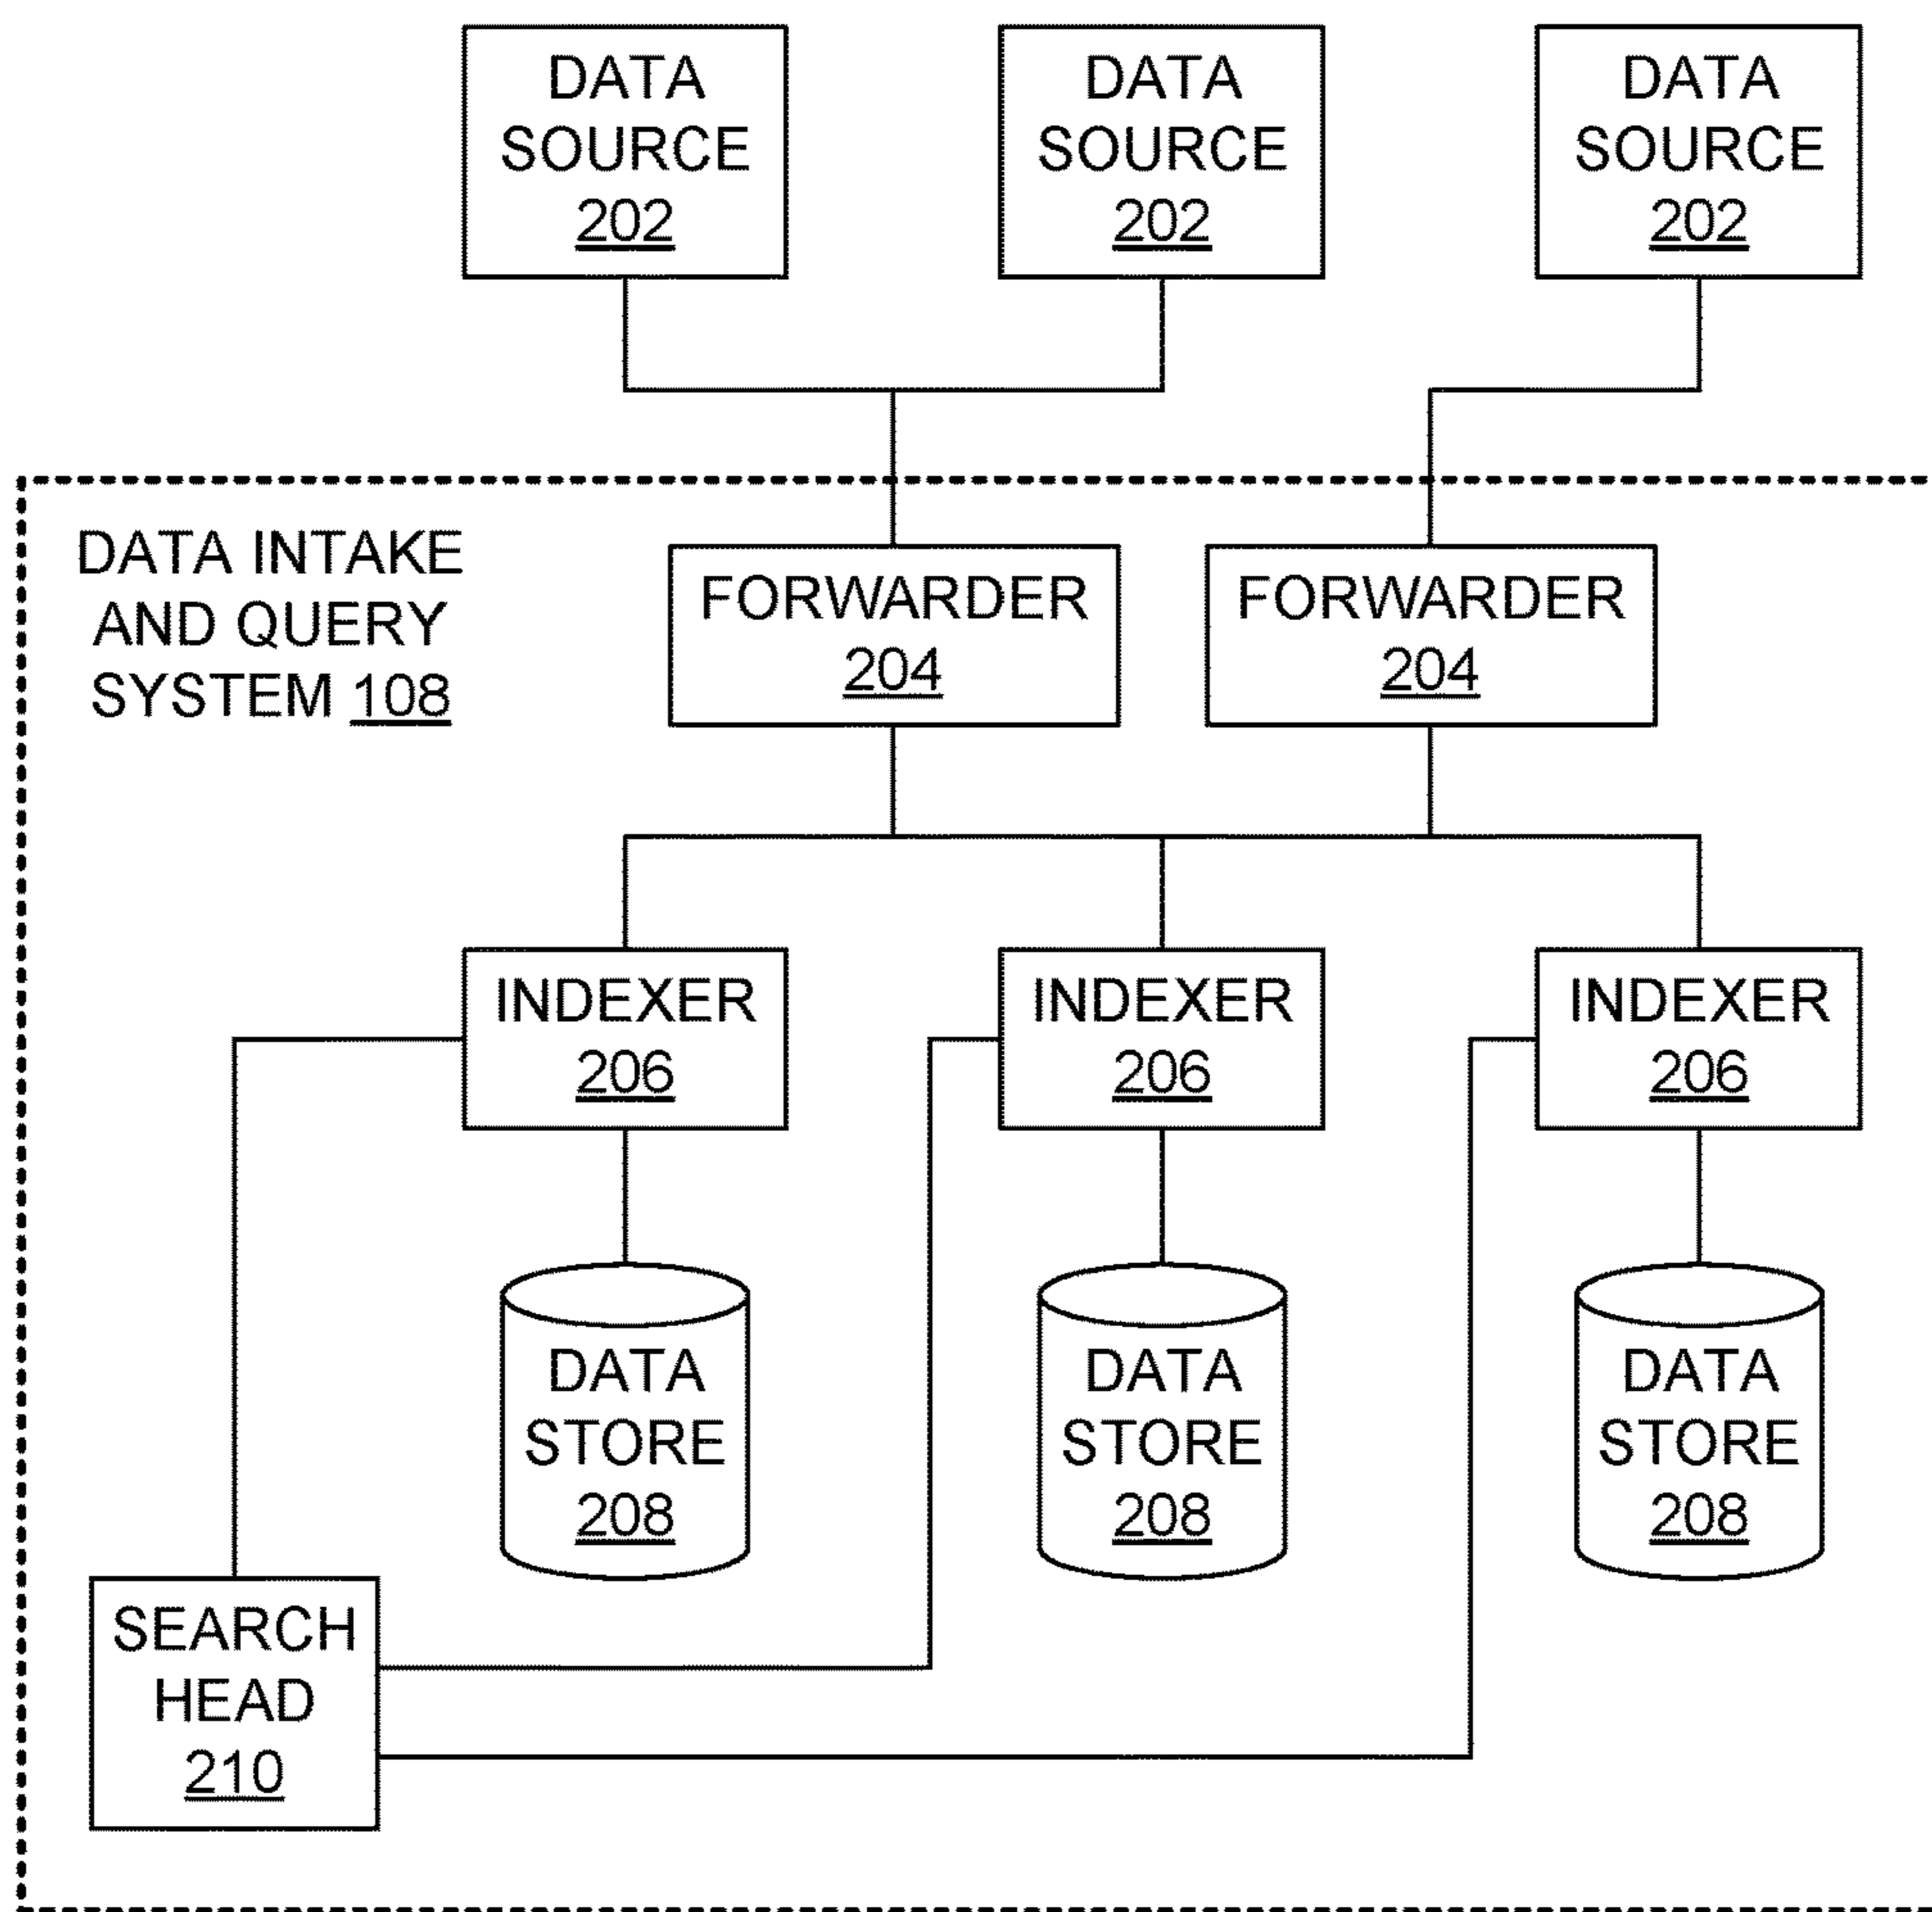 DATA
SOURCE
202
DATA
SOURCE
202
DATA
SOURCE
202
DATA INTAKE
AND QUERY
SYSTEM 108
FORWARDER
204
FORWARDER
204
INDEXER
206
INDEXER
206
INDEXER
206
DATA
STORE
208
DATA
STORE
208
DATA
STORE
208
SEARCH
HEAD
210